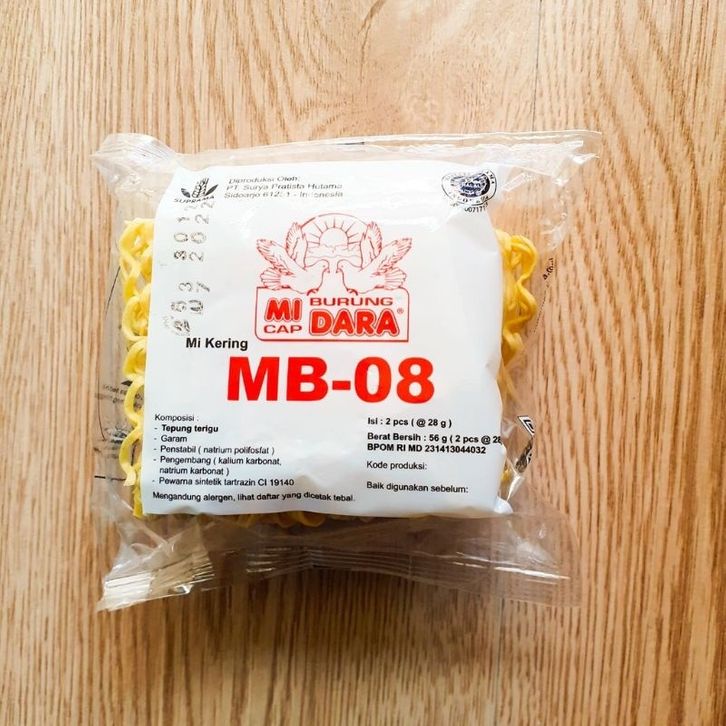 Diproduksi Oleh:
PT. Surya Pratista Hutama
Sidoarjo 61251 - Indonesia
SUPRAMA
MI BURUNG
CAP DARA®
Mi Kering
MB-08
Komposisi :
- Tepung terigu
- Garam
- Penstabil ( natrium polifosfat )
- Pengembang ( kalium karbonat,
natrium karbonat )
- Pewarna sintetik tartrazin CI 19140
Mengandung alergen, lihat daftar yang dicetak tebal.
Isi : 2 pcs ( @ 28 g )
Berat Bersih : 56 g ( 2 pcs @ 28
BPOM RI MD 231413044032
Kode produksi:
Baik digunakan sebelum: